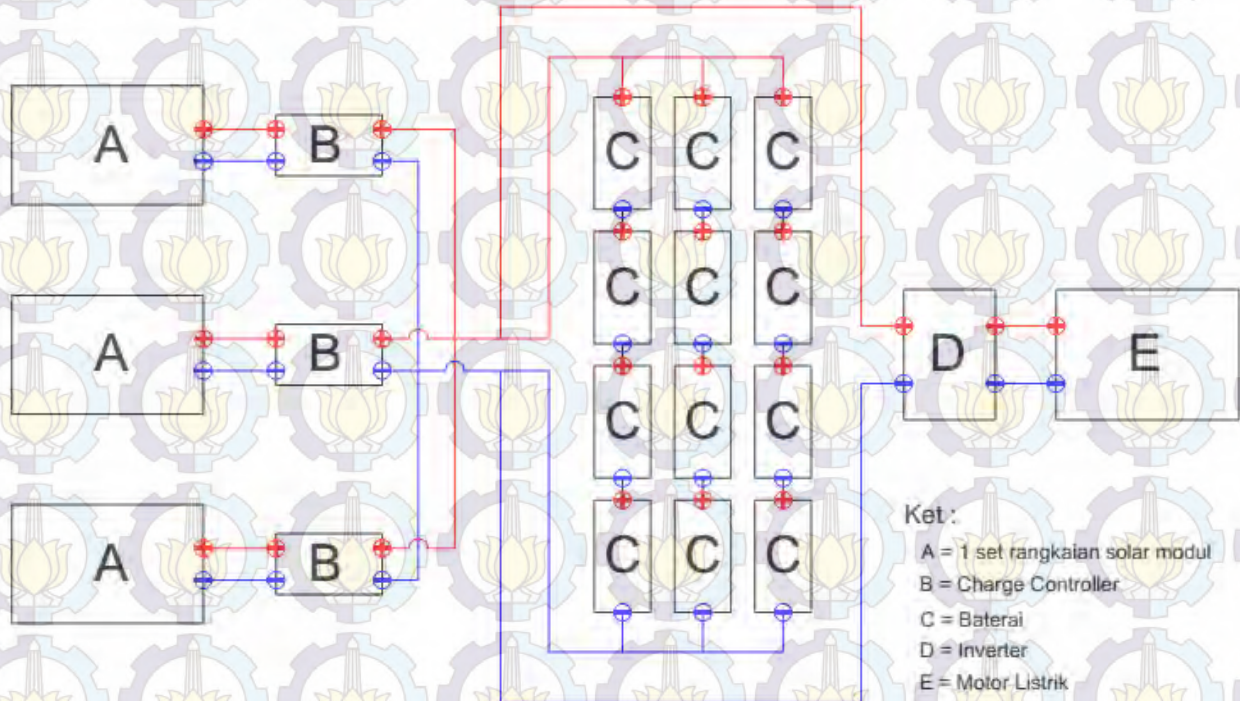 A B
C C C
C C C
A B
D E
C C C
A B
C C C
Ket :
A = 1 set rangkaian solar modul
B = Charge Controller
C = Baterai
D = Inverter
E = Motor Listrik